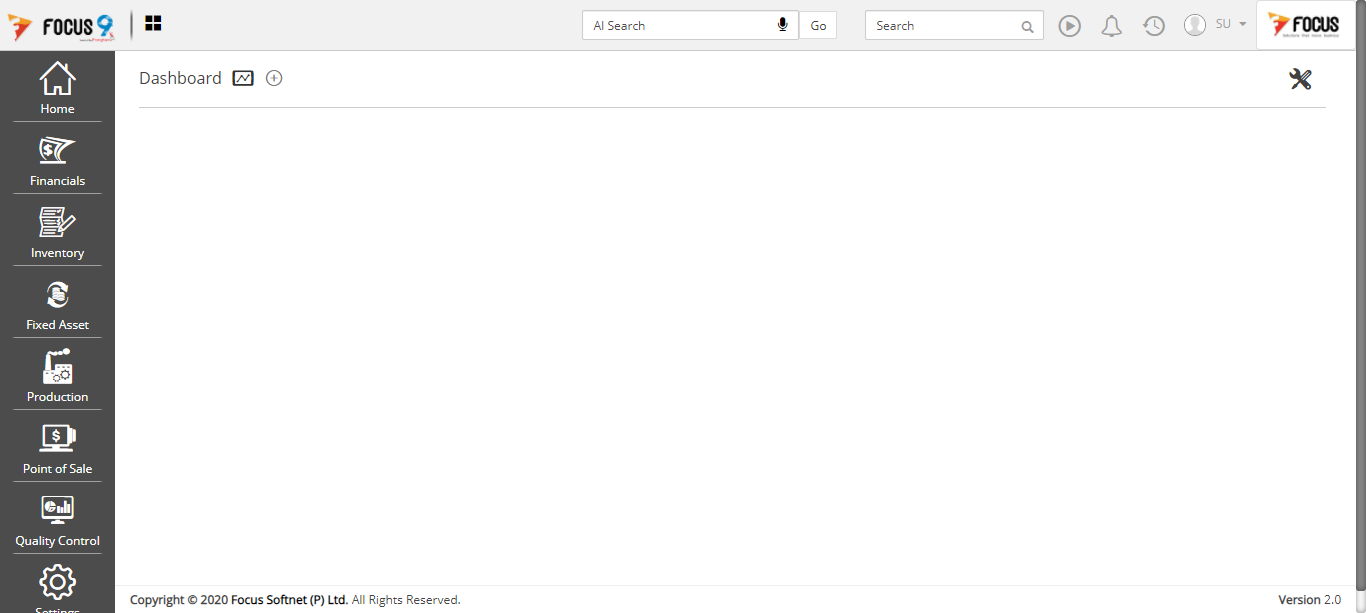 FOCUS 9
AI Search
Go
Search
SU
FOCUS
Home
Financials
Inventory
Fixed Asset
Production
Point of Sale
Quality Control
Settings
Dashboard
Copyright © 2020 Focus Softnet (P) Ltd. All Rights Reserved.
Version 2.0